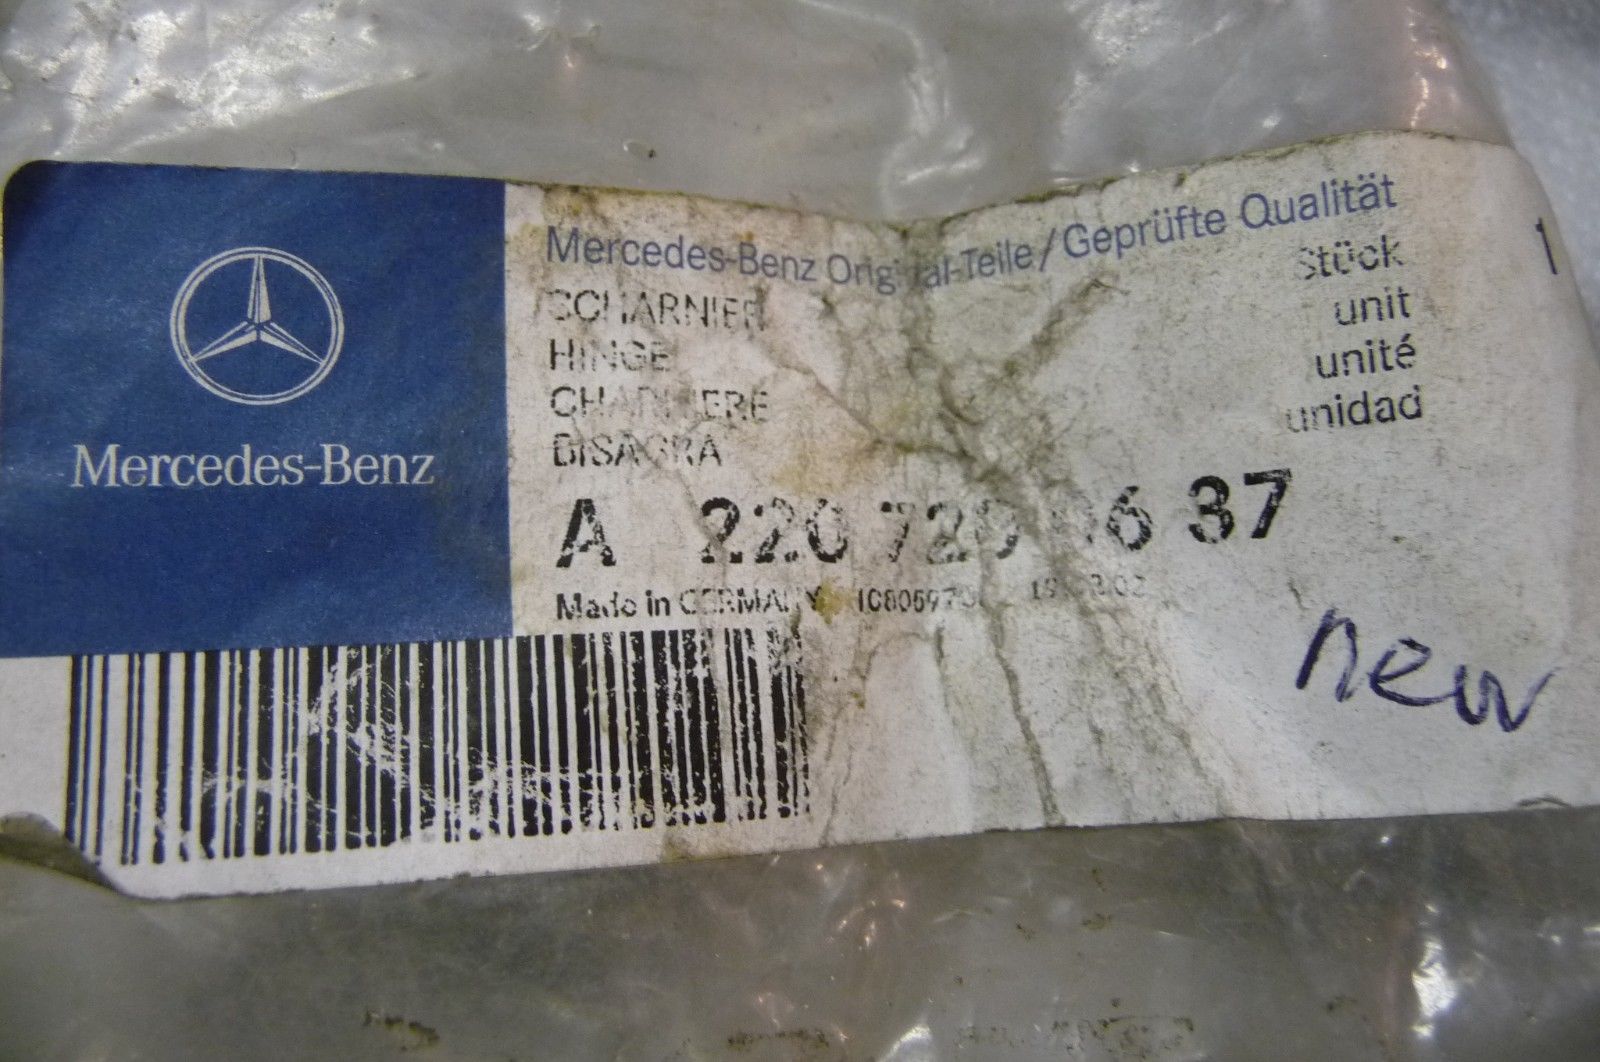 Mercedes-Benz
Mercedes-Benz Original-Teile/Geprüfte Qualität
SCHARNIER
HINGE
CHARNIERE
BISAGRA
Stück
unit
unité
unidad
1
A 220 720 06 37
Made in GERMANY
new